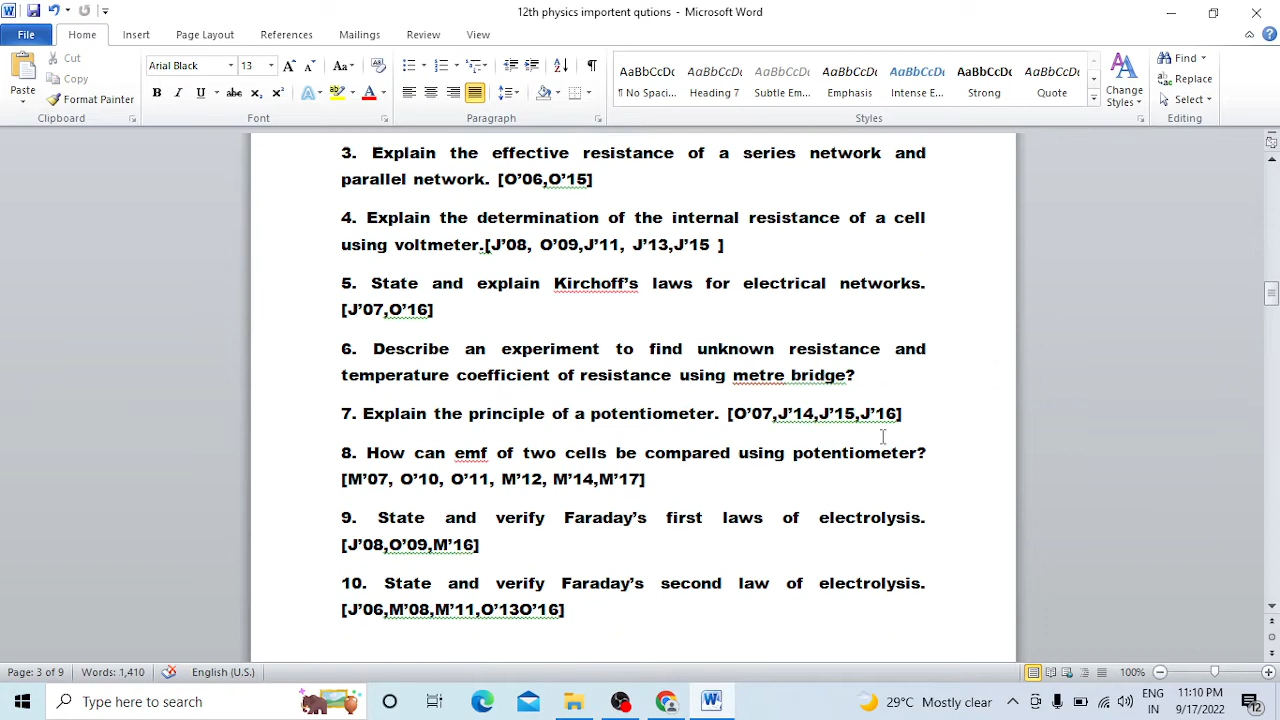 12th physics importent qutions - Microsoft Word
File Home Insert Page Layout References Mailings Review View
Paste Cut Copy Format Painter
Clipboard
Arial Black 13
Font
Paragraph
AaBbCcDc AaBbCcDc AaBbCcDc AaBbCcDc AaBbCcDc AaBbCcDc AaBbCcDc
¶ No Spaci... Heading 7 Subtle Em... Emphasis Intense E... Strong Quote
Change Styles
Styles
Find
Replace
Select
Editing
3. Explain the effective resistance of a series network and
parallel network. [O’06,O’15]
4. Explain the determination of the internal resistance of a cell
using voltmeter.[J’08, O’09,J’11, J’13,J’15 ]
5. State and explain Kirchoff’s laws for electrical networks.
[J’07,O’16]
6. Describe an experiment to find unknown resistance and
temperature coefficient of resistance using metre bridge?
7. Explain the principle of a potentiometer. [O’07,J’14,J’15,J’16]
8. How can emf of two cells be compared using potentiometer?
[M’07, O’10, O’11, M’12, M’14,M’17]
9. State and verify Faraday’s first laws of electrolysis.
[J’08,O’09,M’16]
10. State and verify Faraday’s second law of electrolysis.
[J’06,M’08,M’11,O’13O’16]
Page: 3 of 9 Words: 1,410 English (U.S.) 100%
Type here to search
29°C Mostly clear
ENG
IN
11:10 PM
9/17/2022
12